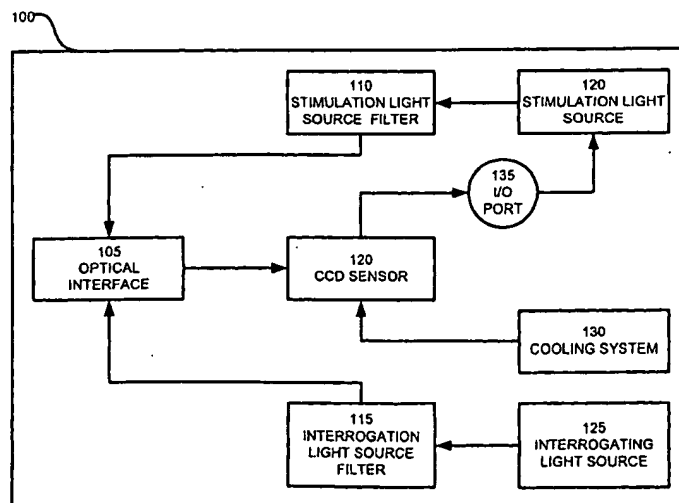 100
110
STIMULATION LIGHT
SOURCE FILTER
120
STIMULATION LIGHT
SOURCE
135
I/O
PORT
105
OPTICAL
INTERFACE
120
CCD SENSOR
130
COOLING SYSTEM
115
INTERROGATION
LIGHT SOURCE
FILTER
125
INTERROGATING
LIGHT SOURCE